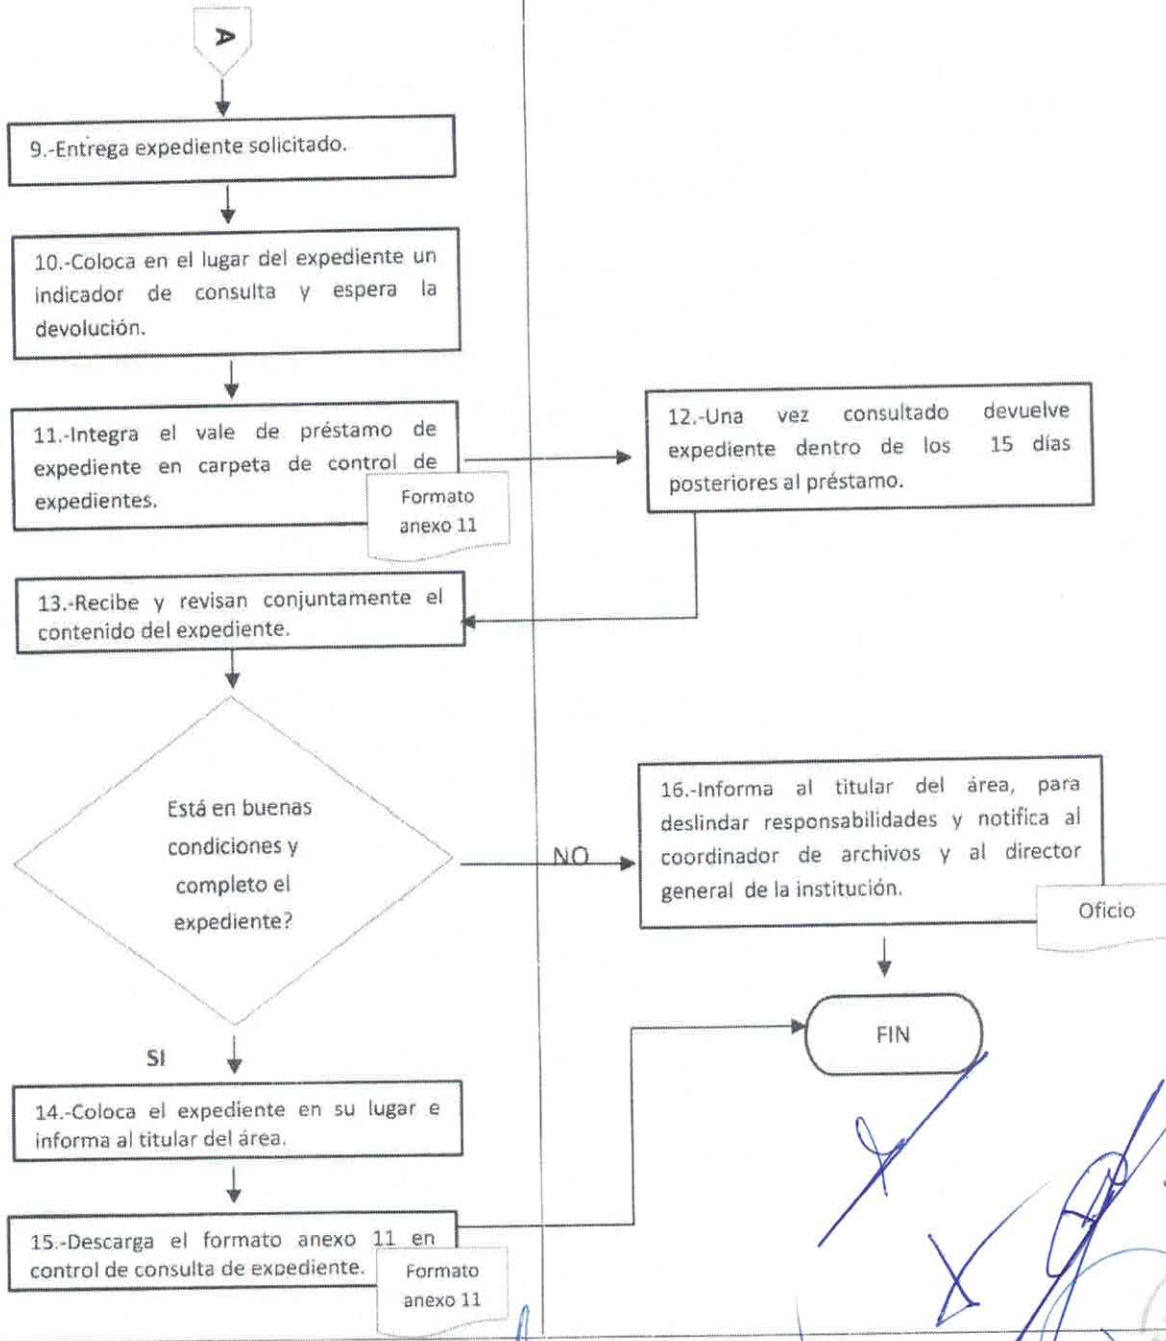 A
9.-Entrega expediente solicitado.
10.-Coloca en el lugar del expediente un
indicador de consulta y espera la
devolución.
11.-Integra el vale de préstamo de
expediente en carpeta de control de
expedientes.
Formato
anexo 11
12.-Una vez consultado devuelve
expediente dentro de los 15 días
posteriores al préstamo.
13.-Recibe y revisan conjuntamente el
contenido del expediente.
Está en buenas
condiciones y
completo el
expediente?
NO
16.-Informa al titular del área, para
deslindar responsabilidades y notifica al
coordinador de archivos y al director
general de la institución.
Oficio
FIN
SI
14.-Coloca el expediente en su lugar e
informa al titular del área.
15.-Descarga el formato anexo 11 en
control de consulta de expediente.
Formato
anexo 11